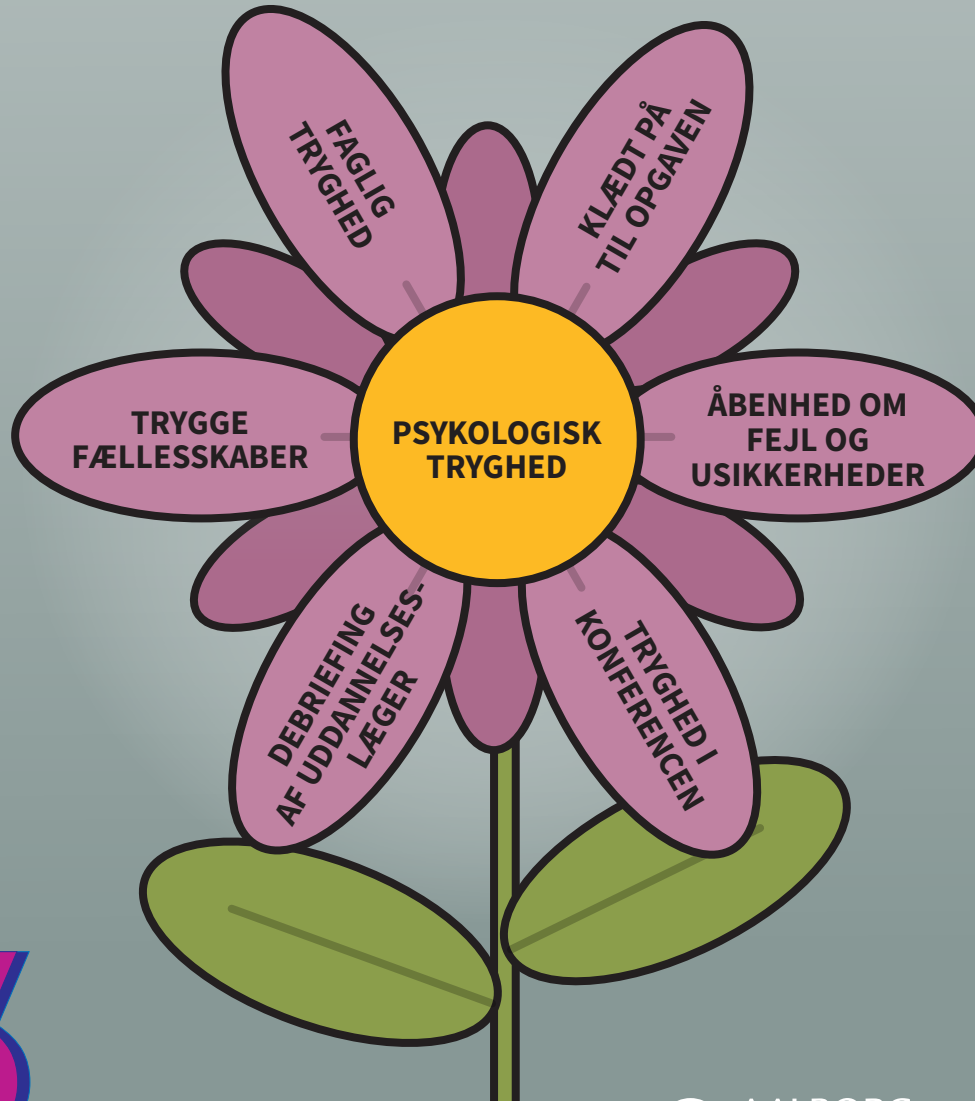 FAGLIG
TRYGHED
KLÆDT PÅ
TIL OPGAVEN
TRYGGE
FÆLLESSKABER
PSYKOLOGISK
TRYGHED
ÅBENHED OM
FEJL OG
USIKKERHEDER
DEBRIEFING
AF UDDANNELSES-
LÆGER
TRYGHED I
KONFERENCEN